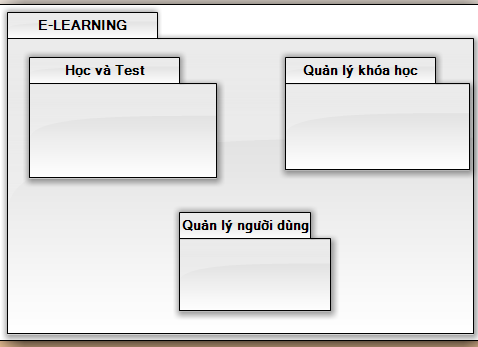 E-LEARNING
Học và Test
Quản lý khóa học
Quản lý người dùng